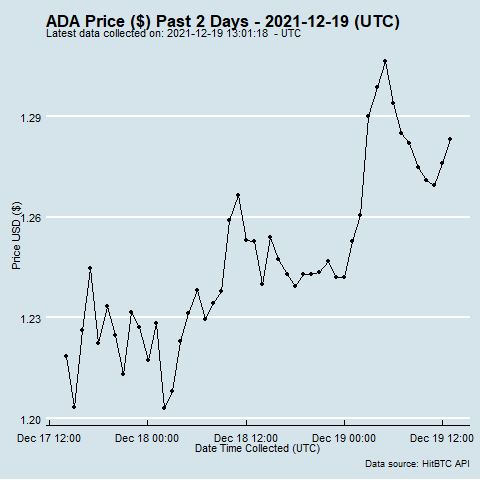 ADA Price ($) Past 2 Days - 2021-12-19 (UTC)
Latest data collected on: 2021-12-19 13:01:18 - UTC
1.29
1.26
Price USD ($)
1.23
1.20
Dec 17 12:00 Dec 18 00:00 Dec 18 12:00 Dec 19 00:00 Dec 19 12:00
Date Time Collected (UTC)
Data source: HitBTC API